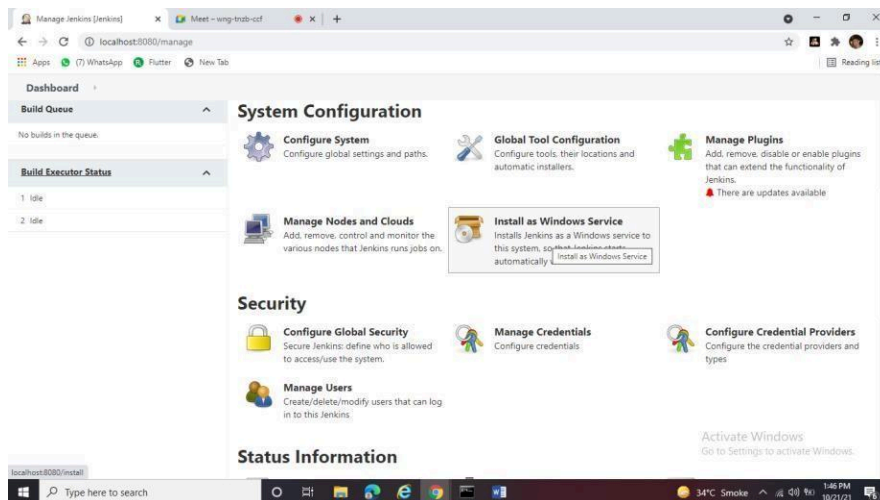 Manage Jenkins [Jenkins]
Meet – wng-tnzb-ccf
localhost:8080/manage
Apps
(7) WhatsApp
Flutter
New Tab
Reading list
Dashboard
Build Queue
No builds in the queue.
Build Executor Status
1 Idle
2 Idle
System Configuration
Configure System
Configure global settings and paths.
Global Tool Configuration
Configure tools, their locations and
automatic installers.
Manage Plugins
Add, remove, disable or enable plugins
that can extend the functionality of
Jenkins.
There are updates available
Manage Nodes and Clouds
Add, remove, control and monitor the
various nodes that Jenkins runs jobs on.
Install as Windows Service
Installs Jenkins as a Windows service to
this system, so that Jenkins starts
automatically
Install as Windows Service
Security
Configure Global Security
Secure Jenkins; define who is allowed
to access/use the system.
Manage Credentials
Configure credentials
Configure Credential Providers
Configure the credential providers and
types
Manage Users
Create/delete/modify users that can log
in to this Jenkins
Status Information
Activate Windows
Go to Settings to activate Windows.
localhost:8080/install
Type here to search
34°C Smoke
1:46 PM
10/21/21